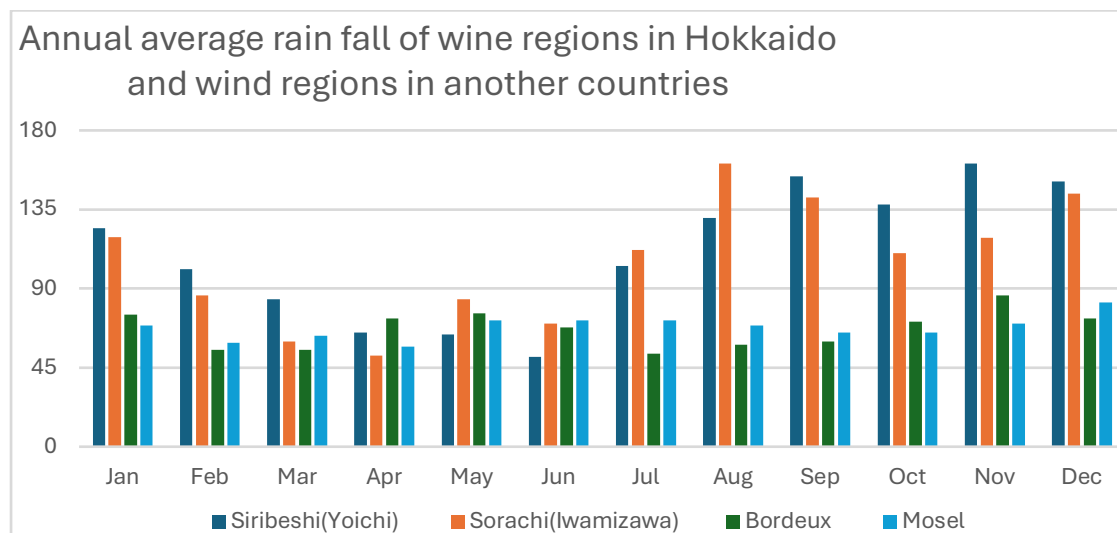 Annual average rain fall of wine regions in Hokkaido
and wind regions in another countries
180
135
90
45
0
Jan Feb Mar Apr May Jun Jul Aug Sep Oct Nov Dec
Siribeshi(Yoichi) Sorachi(Iwamizawa) Bordeux Mosel